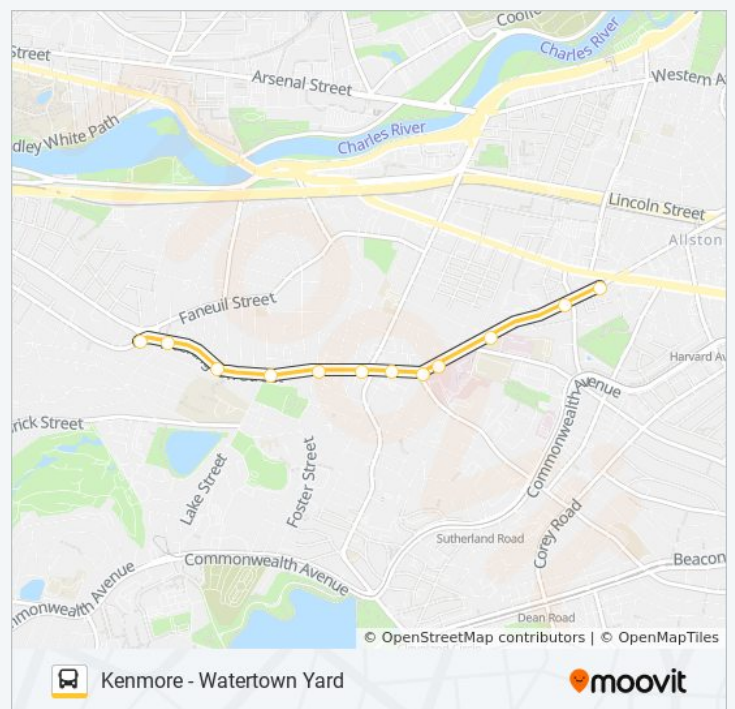 Coolid
Charles River
Street
Arsenal Street
Western A
dley White Path
Charles River
Lincoln Street
Allston
Faneuil Street
Harvard Av
Commonwealth Avenue
rick Street
Lake Street
Foster Street
Corey Road
Sutherland Road
Commonwealth Avenue
Beacon
mmonwealth Avenue
Dean Road
© OpenStreetMap contributors | © OpenMapTiles
Kenmore - Watertown Yard
moovit